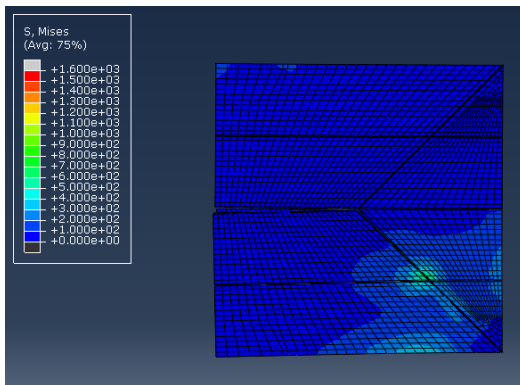 S, Mises
(Avg: 75%)
+1.600e+03
+1.500e+03
+1.400e+03
+1.300e+03
+1.200e+03
+1.100e+03
+1.000e+03
+9.000e+02
+8.000e+02
+7.000e+02
+6.000e+02
+5.000e+02
+4.000e+02
+3.000e+02
+2.000e+02
+1.000e+02
+0.000e+00